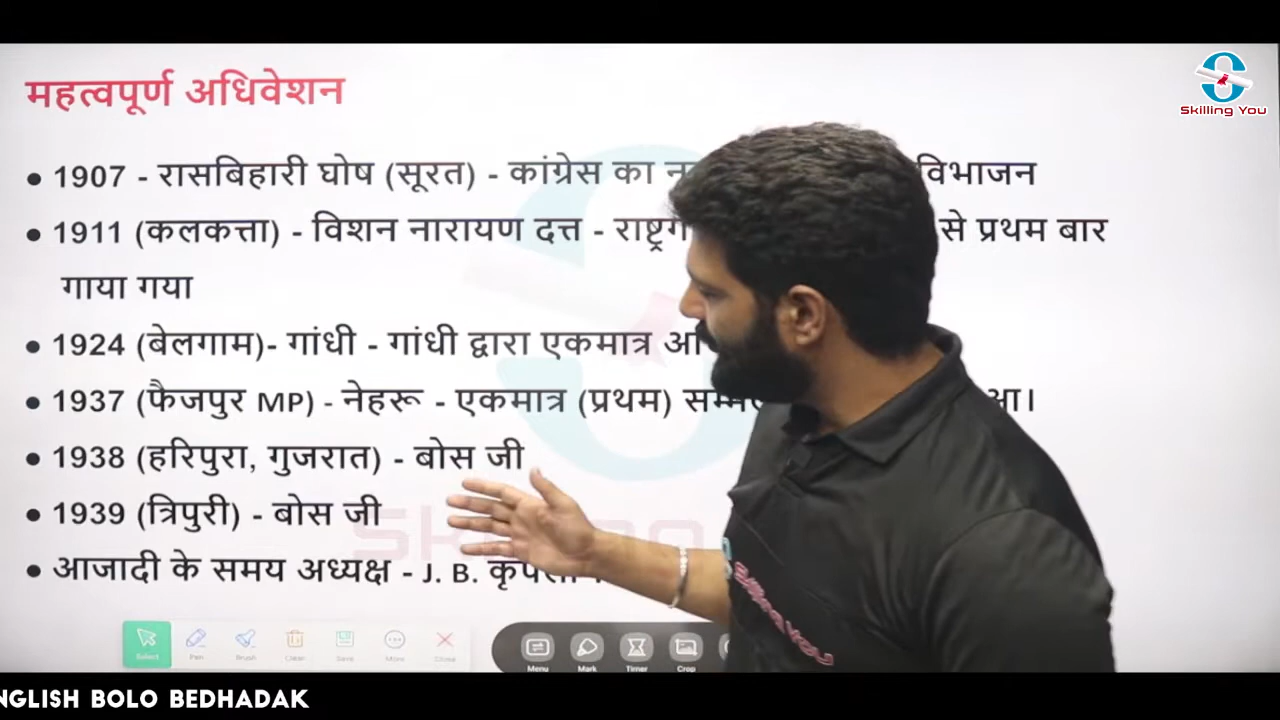 Skilling You
महत्वपूर्ण अधिवेशन
• 1907 - रासबिहारी घोष (सूरत) - कांग्रेस का विभाजन
• 1911 (कलकत्ता) - विशन नारायण दत्त - से प्रथम बार
गाया गया
• 1924 (बेलगाम)- गांधी - गांधी द्वारा एकमात्र
• 1937 (फैजपुर MP) - नेहरू - एकमात्र (प्रथम)
• 1938 (हरिपुरा, गुजरात) - बोस जी
• 1939 (त्रिपुरी) - बोस जी
• आजादी के समय अध्यक्ष - J. B.
Select Pen Brush Save More Close Menu Mark Timer Crop
Skilling You
NGLISH BOLO BEDHADAK